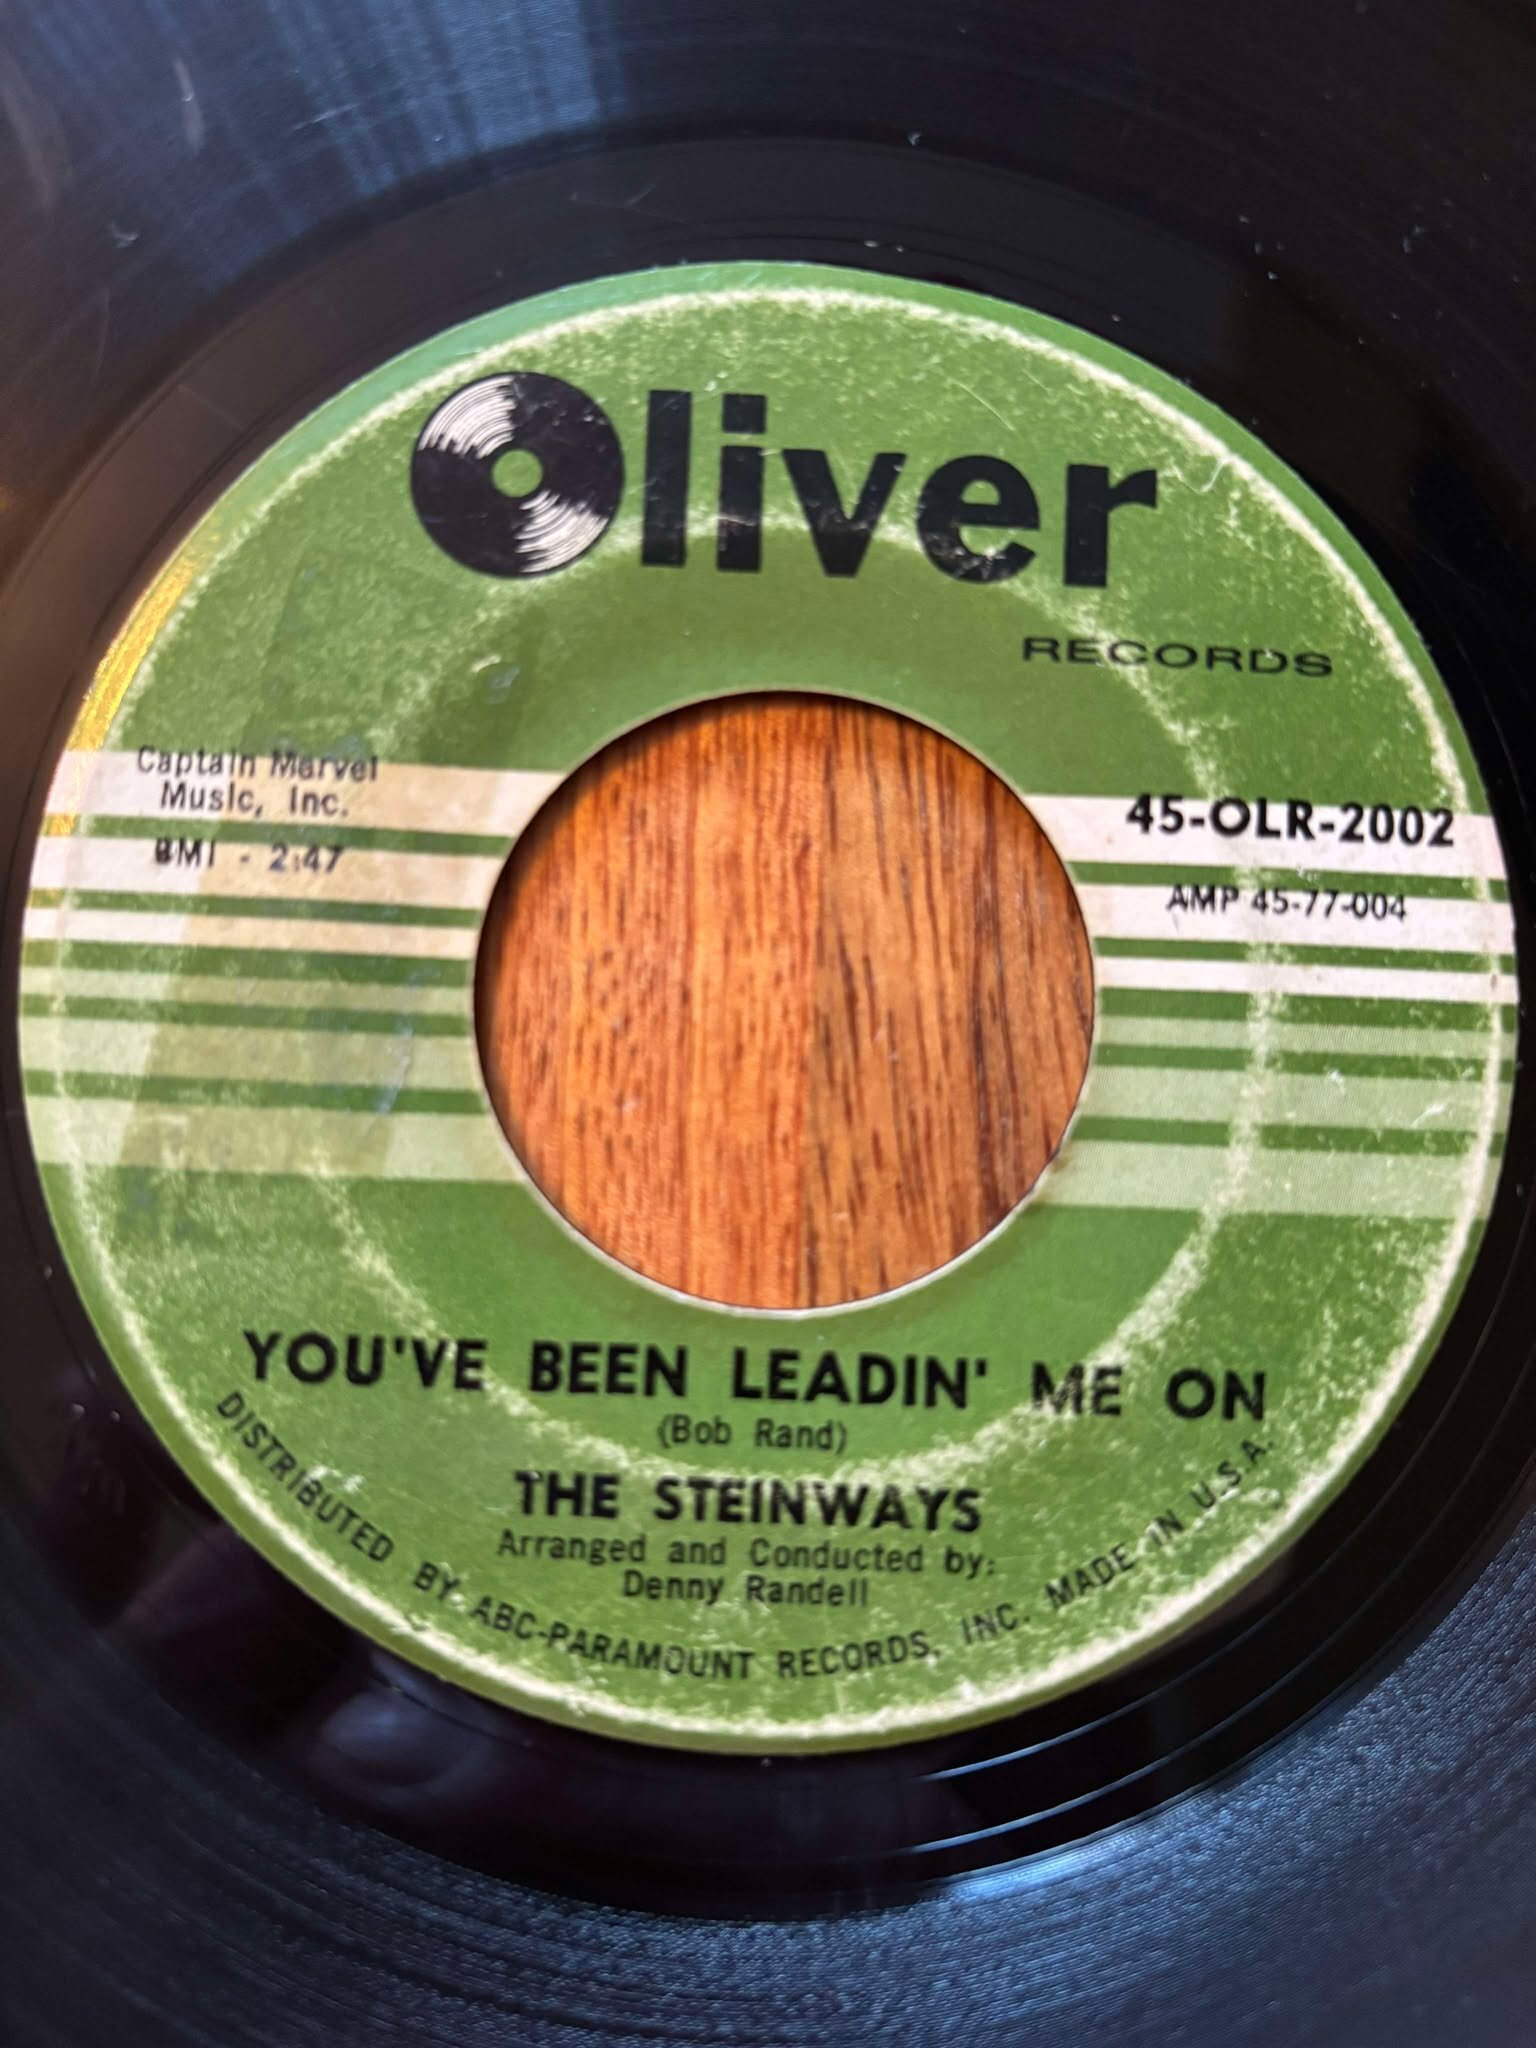 Oliver
RECORDS
Captain Marvel
Music, Inc.
BMI - 2:47
45-OLR-2002
AMP 45-77-004
YOU'VE BEEN LEADIN' ME ON
(Bob Rand)
THE STEINWAYS
Arranged and Conducted by:
Denny Randell
DISTRIBUTED BY ABC-PARAMOUNT RECORDS, INC. MADE IN U.S.A.